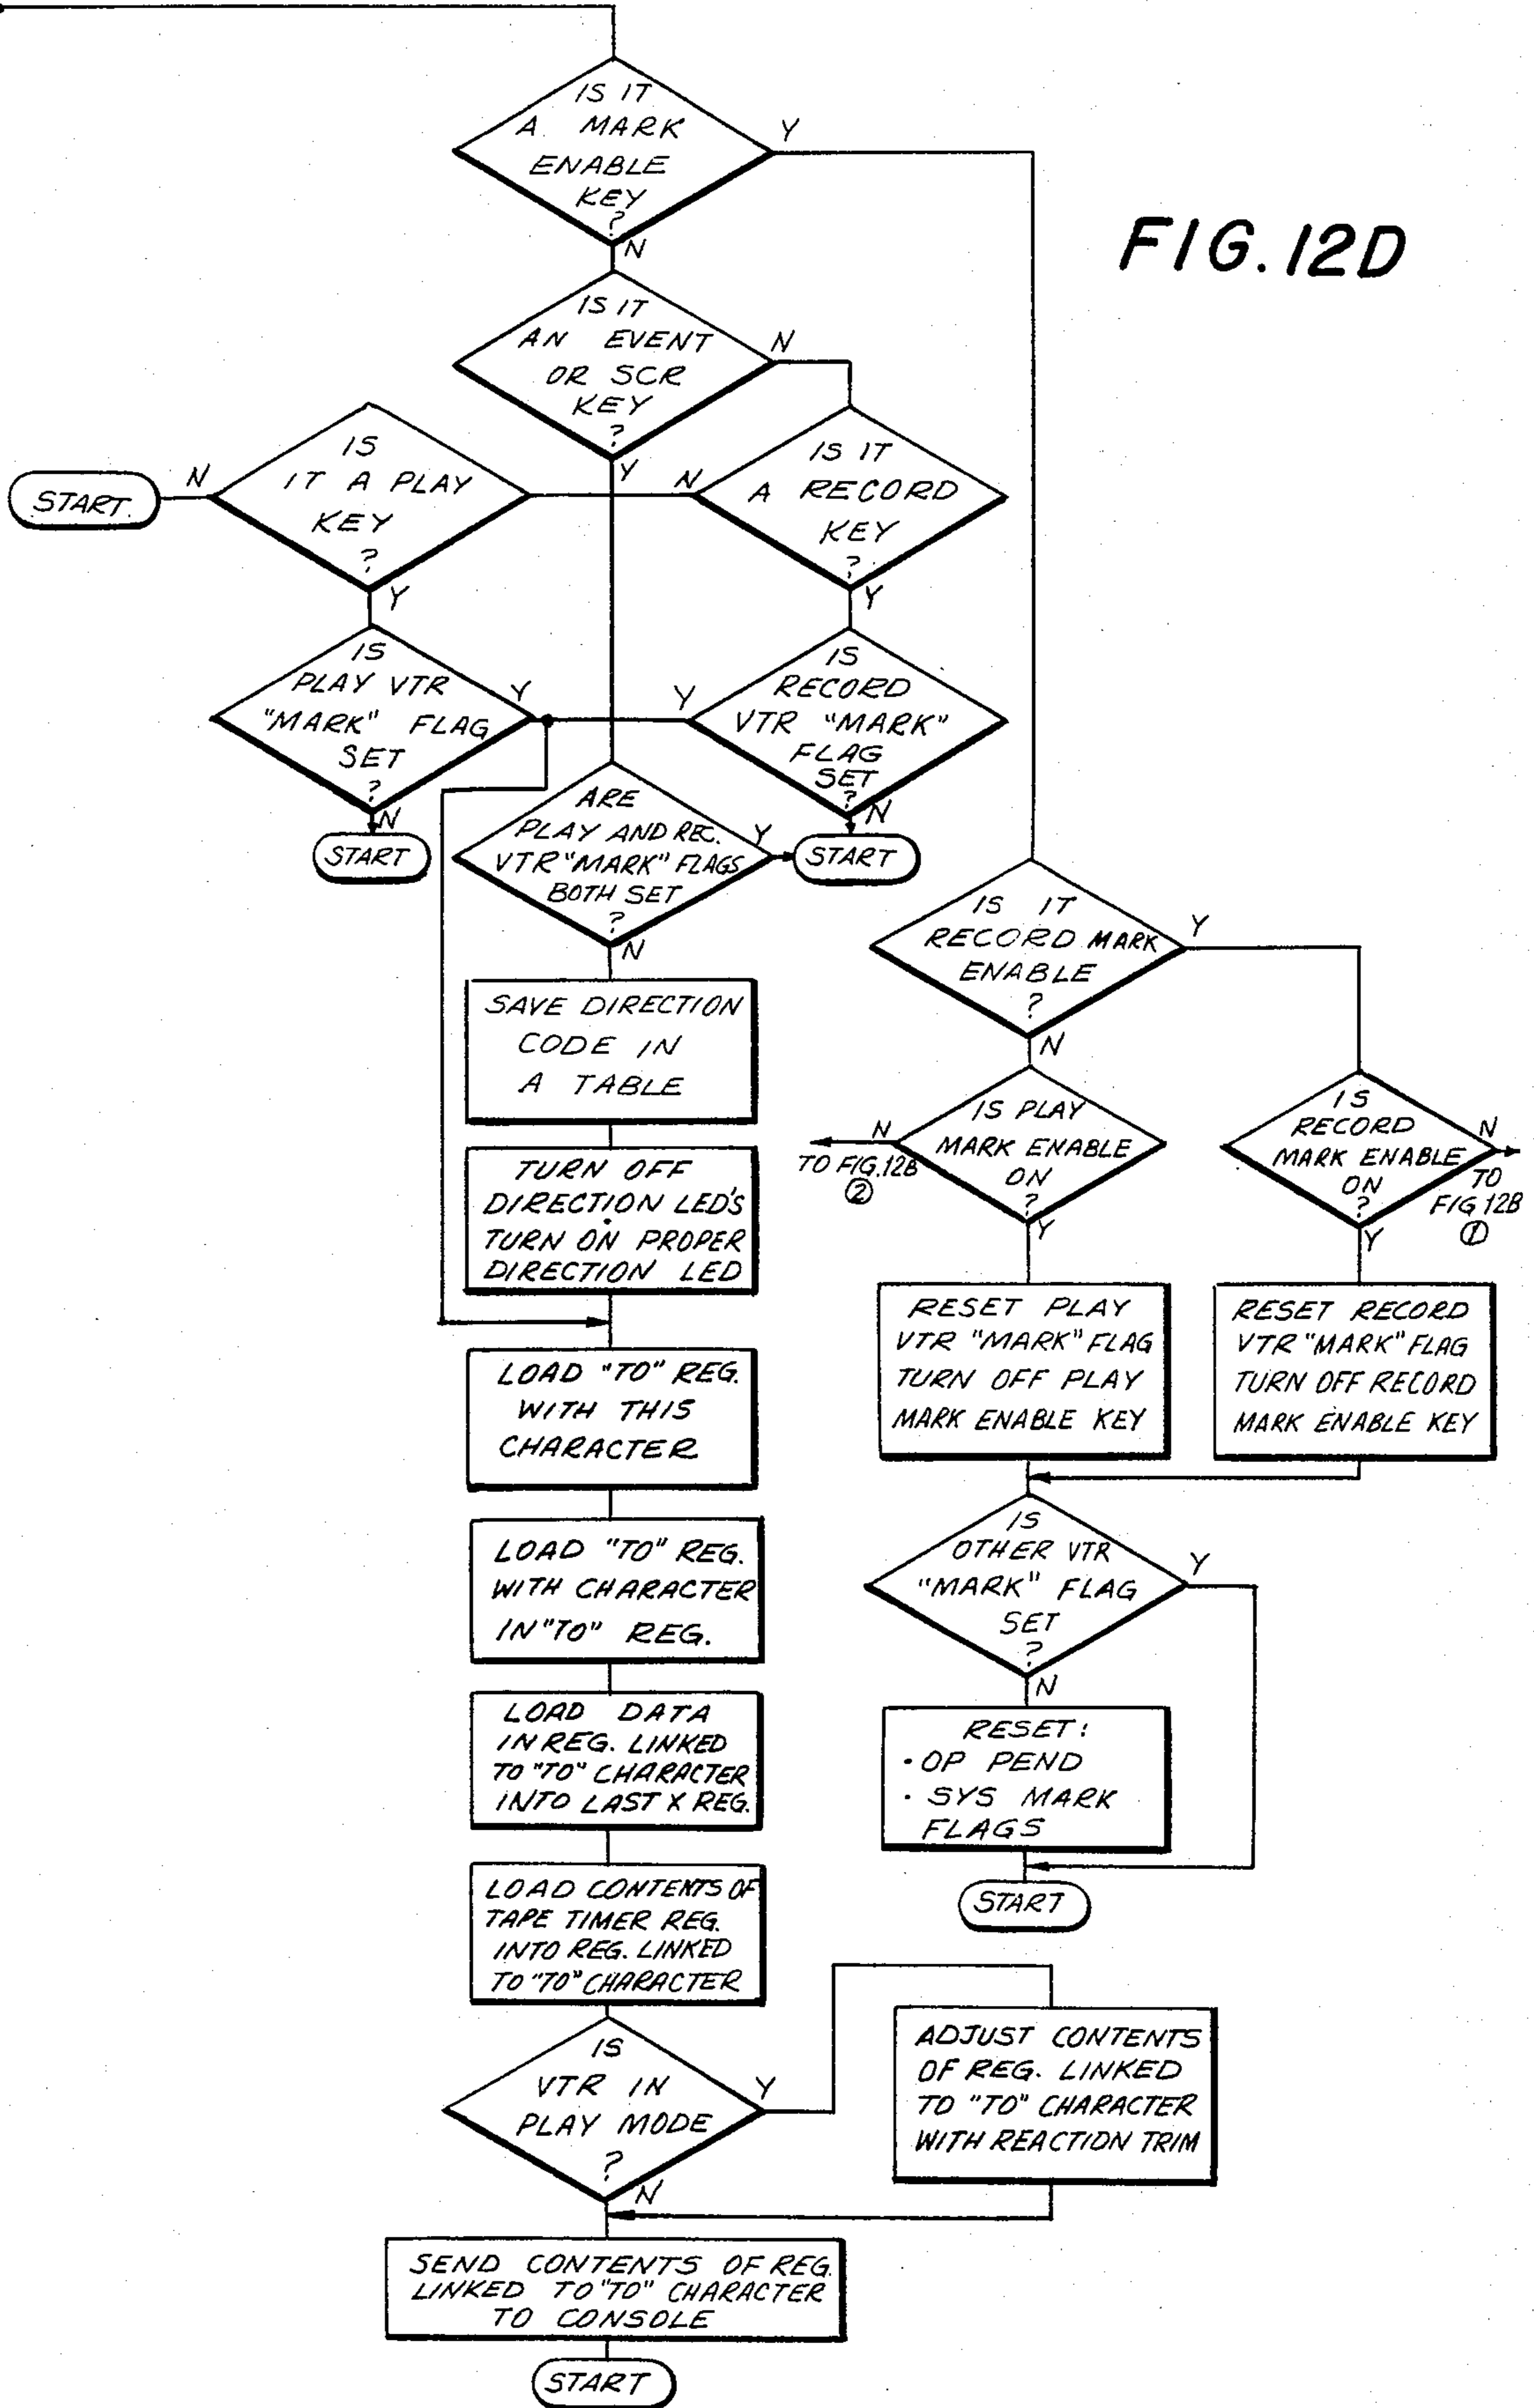 IS IT
A MARK
ENABLE
KEY
?
Y
N
FIG. 12D
IS IT
AN EVENT
OR SCR
KEY
?
N
Y
START
N
IS
IT A PLAY
KEY
?
Y
N
IS IT
A RECORD
KEY
?
Y
IS
PLAY VTR
"MARK" FLAG
SET
?
Y
N
START
Y
IS
RECORD
VTR "MARK"
FLAG
SET
?
N
START
ARE
PLAY AND REC.
VTR "MARK" FLAGS
BOTH SET
?
Y
N
SAVE DIRECTION
CODE IN
A TABLE
TURN OFF
DIRECTION LED'S
TURN ON PROPER
DIRECTION LED
LOAD "TO" REG.
WITH THIS
CHARACTER
LOAD "TO" REG.
WITH CHARACTER
IN "TO" REG.
LOAD DATA
IN REG. LINKED
TO "TO" CHARACTER
INTO LAST X REG.
LOAD CONTENTS OF
TAPE TIMER REG.
INTO REG. LINKED
TO "TO" CHARACTER
IS
VTR IN
PLAY MODE
?
Y
N
ADJUST CONTENTS
OF REG. LINKED
TO "TO" CHARACTER
WITH REACTION TRIM
SEND CONTENTS OF REG.
LINKED TO "TO" CHARACTER
TO CONSOLE
START
IS IT
RECORD MARK
ENABLE
?
Y
N
IS PLAY
MARK ENABLE
ON
?
N
TO FIG. 12B
②
Y
IS
RECORD
MARK ENABLE
ON
?
N
TO
FIG 12B
①
Y
RESET PLAY
VTR "MARK" FLAG
TURN OFF PLAY
MARK ENABLE KEY
RESET RECORD
VTR "MARK" FLAG
TURN OFF RECORD
MARK ENABLE KEY
IS
OTHER VTR
"MARK" FLAG
SET
?
Y
N
RESET:
• OP PEND
• SYS MARK
FLAGS
START